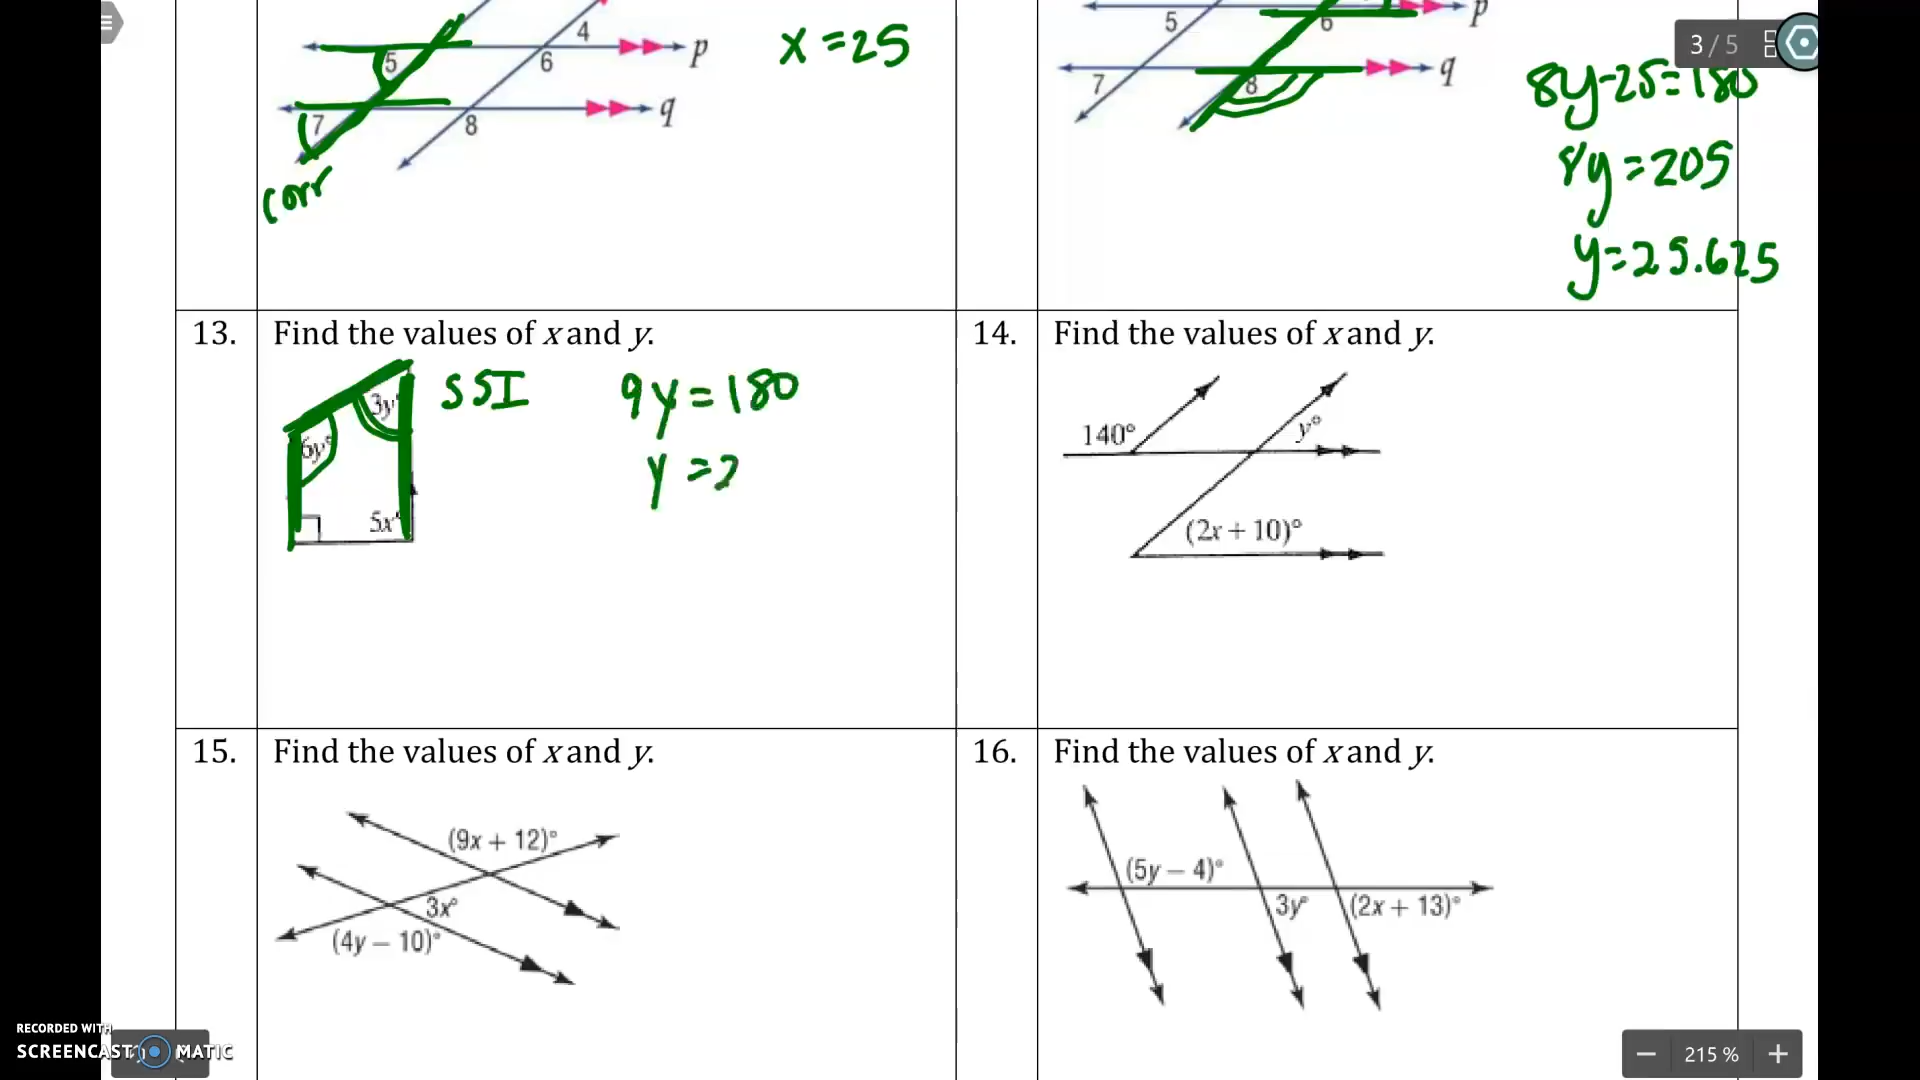 4
5
6
p
x = 25
7
8
q
corr
5
6
p
7
8
q
3 / 5
8y-25=180
8y = 205
y = 25.625
13.
Find the values of x and y.
3y°
6y°
5x°
SSI
9y = 180
y = 2
14.
Find the values of x and y.
140°
y°
(2x + 10)°
15.
Find the values of x and y.
(9x + 12)°
3x°
(4y – 10)°
16.
Find the values of x and y.
(5y – 4)°
3y°
(2x + 13)°
RECORDED WITH
SCREENCAST MATIC
215 %